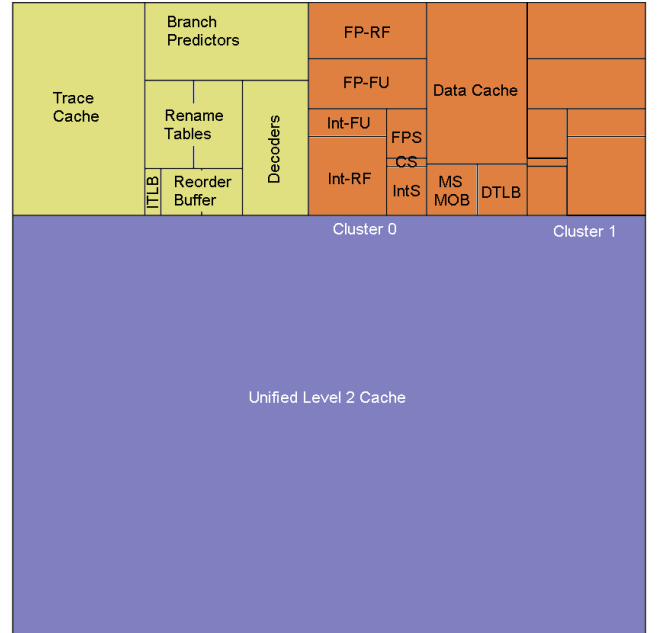 Branch
Predictors
FP-RF
FP-FU
Data Cache
Trace
Cache
Rename
Tables
Decoders
Int-FU
FPS
CS
ITLB
Reorder
Buffer
Int-RF
IntS
MS
MOB
DTLB
Cluster 0
Cluster 1
Unified Level 2 Cache